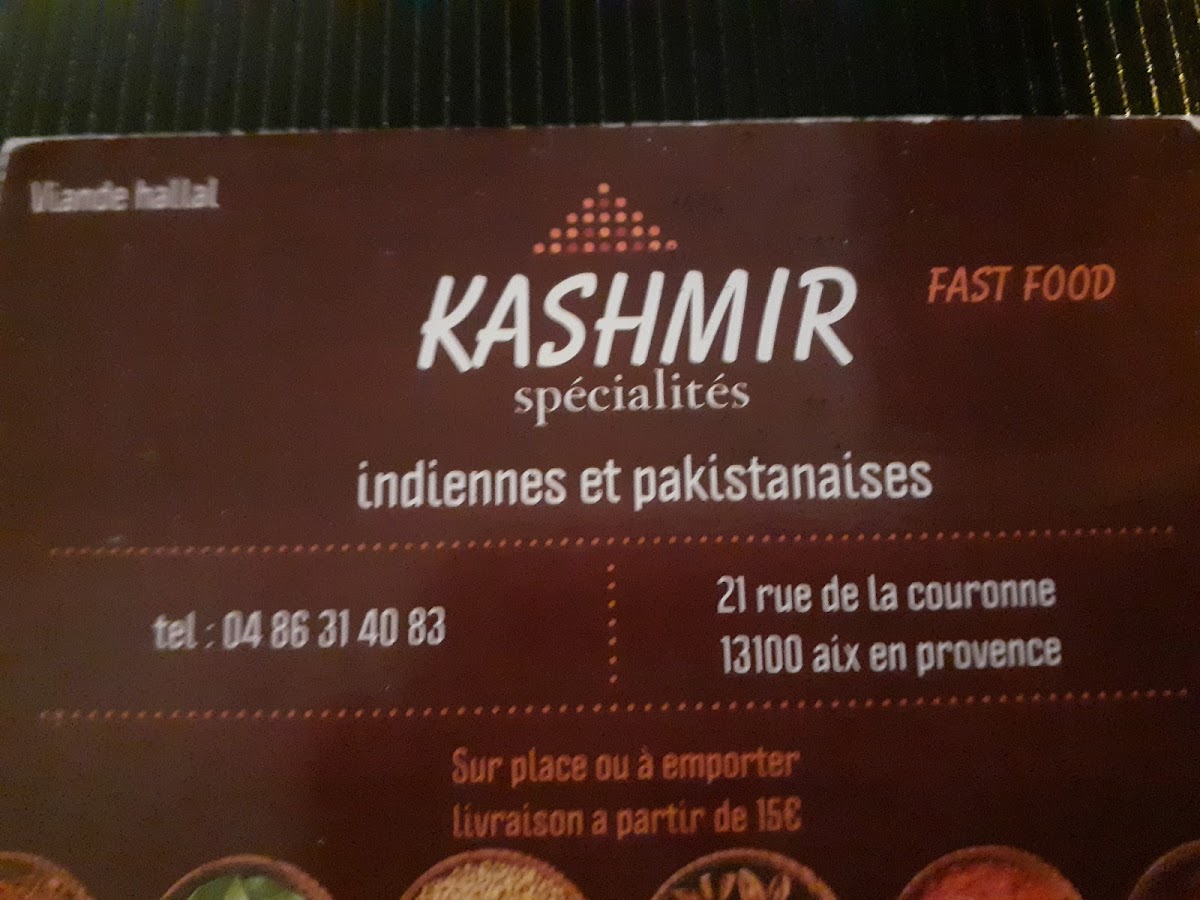 Viande hallal
KASHMIR
FAST FOOD
spécialités
indiennes et pakistanaises
tel : 04 86 31 40 83
21 rue de la couronne
13100 aix en provence
Sur place ou à emporter
livraison a partir de 15€